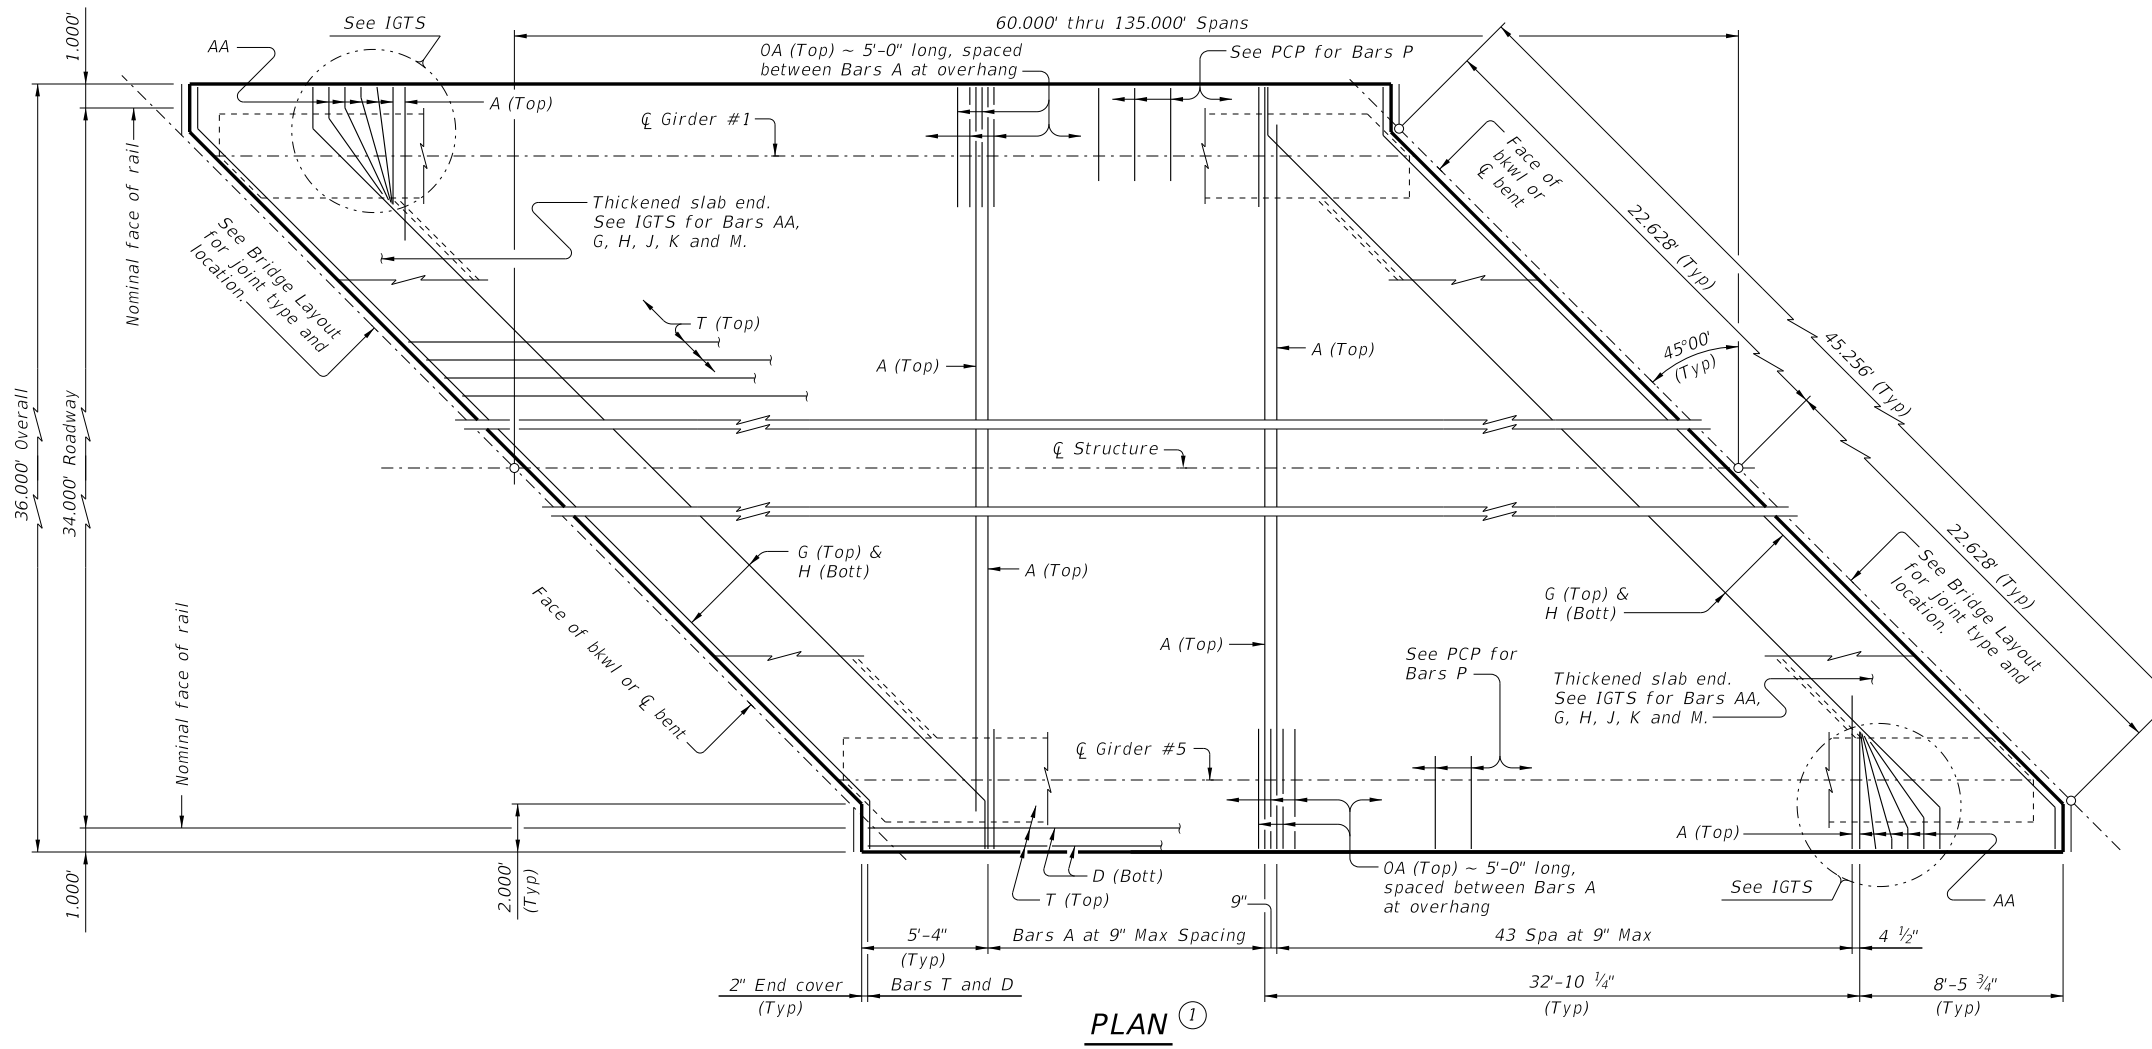 See IGTS
60.000' thru 135.000' Spans
AA
OA (Top) ~ 5'-0" long, spaced
between Bars A at overhang
See PCP for Bars P
1.000'
A (Top)
℄ Girder #1
Face of
bkwl or
℄ bent
Nominal face of rail
Thickened slab end.
See IGTS for Bars AA,
G, H, J, K and M.
See Bridge Layout
for joint type and
location.
22.628' (Typ)
45.256' (Typ)
T (Top)
A (Top)
A (Top)
45°00'
(Typ)
36.000' Overall
34.000' Roadway
℄ Structure
G (Top) &
H (Bott)
A (Top)
Face of bkwl or ℄ bent
22.628' (Typ)
See Bridge Layout
for joint type and
location.
G (Top) &
H (Bott)
Nominal face of rail
A (Top)
See PCP for
Bars P
Thickened slab end.
See IGTS for Bars AA,
G, H, J, K and M.
℄ Girder #5
A (Top)
1.000'
2.000'
(Typ)
D (Bott)
T (Top)
OA (Top) ~ 5'-0" long,
spaced between Bars A
at overhang
See IGTS
AA
9"
5'-4"
(Typ)
Bars A at 9" Max Spacing
43 Spa at 9" Max
4 ½"
2" End cover
(Typ)
Bars T and D
32'-10 ¼"
(Typ)
8'-5 ¾"
(Typ)
PLAN ①